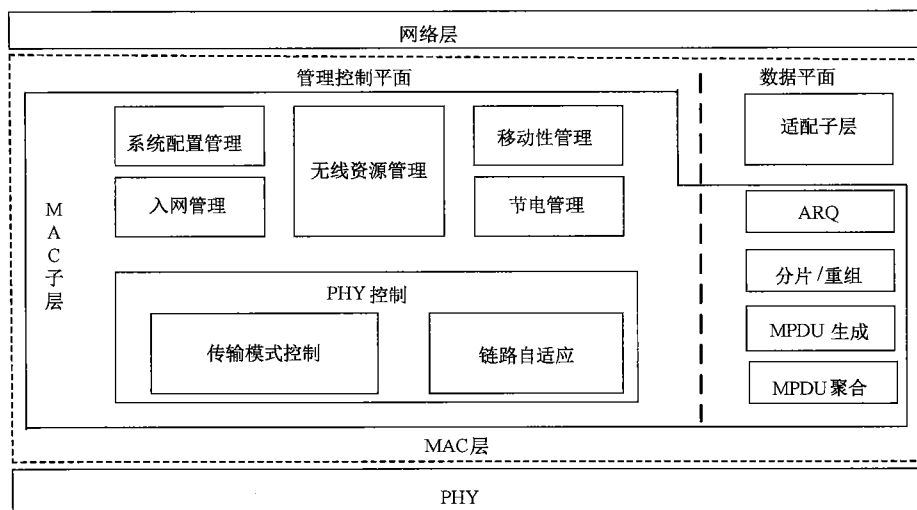 网络层
管理控制平面
数据平面
系统配置管理
无线资源管理
移动性管理
适配子层
入网管理
节电管理
MAC子层
ARQ
分片/重组
PHY 控制
传输模式控制
链路自适应
MPDU 生成
MPDU 聚合
MAC 层
PHY